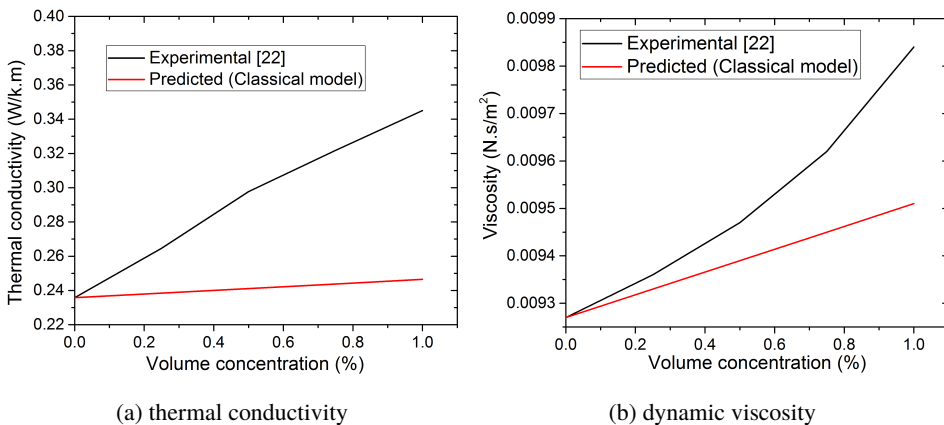 0.40
0.38
0.36
0.34
0.32
0.30
0.28
0.26
0.24
0.22
Thermal conductivity (W/k.m)
Experimental [22]
Predicted (Classical model)
0.0 0.2 0.4 0.6 0.8 1.0
Volume concentration (%)
(a) thermal conductivity
0.0099
0.0098
0.0097
0.0096
0.0095
0.0094
0.0093
Viscosity (N.s/m²)
Experimental [22]
Predicted (Classical model)
0.0 0.2 0.4 0.6 0.8 1.0
Volume concentration (%)
(b) dynamic viscosity